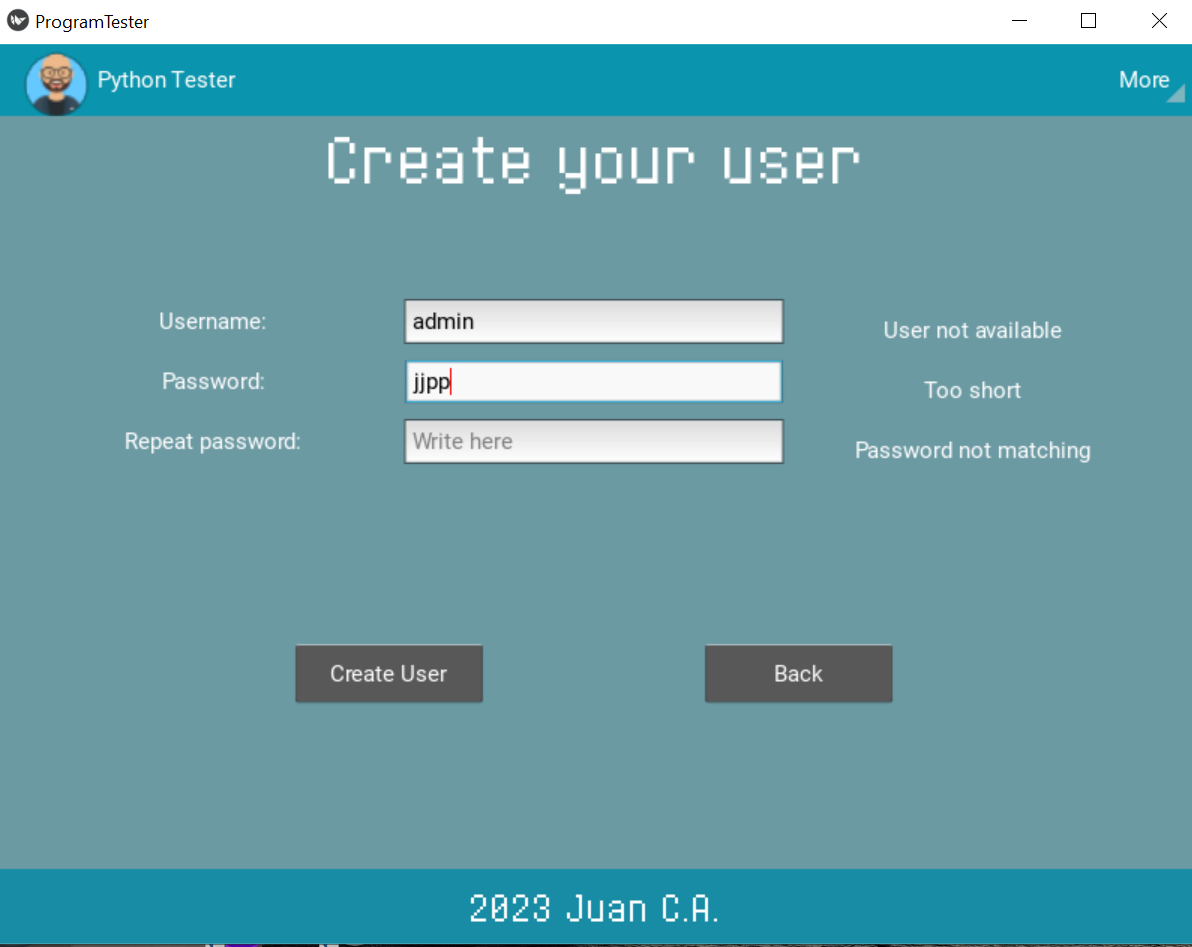 ProgramTester
Python Tester
More
Create your user
Username:
admin
User not available
Password:
jjpp
Too short
Repeat password:
Write here
Password not matching
Create User
Back
2023 Juan C.A.